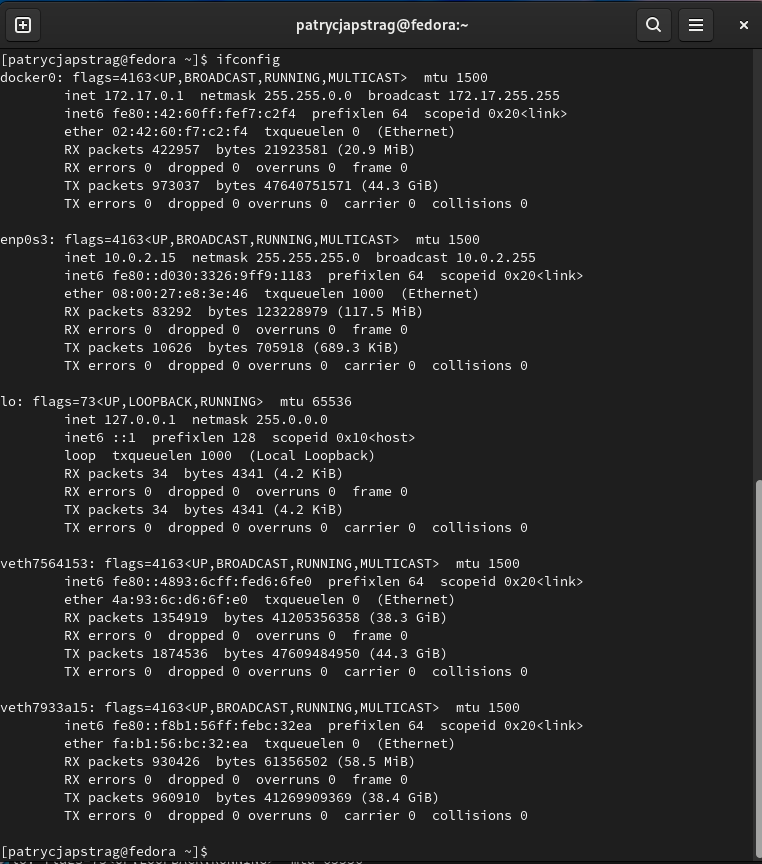 patrycjapstrag@fedora:~
[patrycjapstrag@fedora ~]$ ifconfig
docker0: flags=4163<UP,BROADCAST,RUNNING,MULTICAST>  mtu 1500
        inet 172.17.0.1  netmask 255.255.0.0  broadcast 172.17.255.255
        inet6 fe80::42:60ff:fef7:c2f4  prefixlen 64  scopeid 0x20<link>
        ether 02:42:60:f7:c2:f4  txqueuelen 0  (Ethernet)
        RX packets 422957  bytes 21923581 (20.9 MiB)
        RX errors 0  dropped 0  overruns 0  frame 0
        TX packets 973037  bytes 47640751571 (44.3 GiB)
        TX errors 0  dropped 0 overruns 0  carrier 0  collisions 0
enp0s3: flags=4163<UP,BROADCAST,RUNNING,MULTICAST>  mtu 1500
        inet 10.0.2.15  netmask 255.255.255.0  broadcast 10.0.2.255
        inet6 fe80::d030:3326:9ff9:1183  prefixlen 64  scopeid 0x20<link>
        ether 08:00:27:e8:3e:46  txqueuelen 1000  (Ethernet)
        RX packets 83292  bytes 123228979 (117.5 MiB)
        RX errors 0  dropped 0  overruns 0  frame 0
        TX packets 10626  bytes 705918 (689.3 KiB)
        TX errors 0  dropped 0 overruns 0  carrier 0  collisions 0
lo: flags=73<UP,LOOPBACK,RUNNING>  mtu 65536
        inet 127.0.0.1  netmask 255.0.0.0
        inet6 ::1  prefixlen 128  scopeid 0x10<host>
        loop  txqueuelen 1000  (Local Loopback)
        RX packets 34  bytes 4341 (4.2 KiB)
        RX errors 0  dropped 0  overruns 0  frame 0
        TX packets 34  bytes 4341 (4.2 KiB)
        TX errors 0  dropped 0 overruns 0  carrier 0  collisions 0
veth7564153: flags=4163<UP,BROADCAST,RUNNING,MULTICAST>  mtu 1500
        inet6 fe80::4893:6cff:fed6:6fe0  prefixlen 64  scopeid 0x20<link>
        ether 4a:93:6c:d6:6f:e0  txqueuelen 0  (Ethernet)
        RX packets 1354919  bytes 41205356358 (38.3 GiB)
        RX errors 0  dropped 0  overruns 0  frame 0
        TX packets 1874536  bytes 47609484950 (44.3 GiB)
        TX errors 0  dropped 0 overruns 0  carrier 0  collisions 0
veth7933a15: flags=4163<UP,BROADCAST,RUNNING,MULTICAST>  mtu 1500
        inet6 fe80::f8b1:56ff:febc:32ea  prefixlen 64  scopeid 0x20<link>
        ether fa:b1:56:bc:32:ea  txqueuelen 0  (Ethernet)
        RX packets 930426  bytes 61356502 (58.5 MiB)
        RX errors 0  dropped 0  overruns 0  frame 0
        TX packets 960910  bytes 41269909369 (38.4 GiB)
        TX errors 0  dropped 0 overruns 0  carrier 0  collisions 0
[patrycjapstrag@fedora ~]$